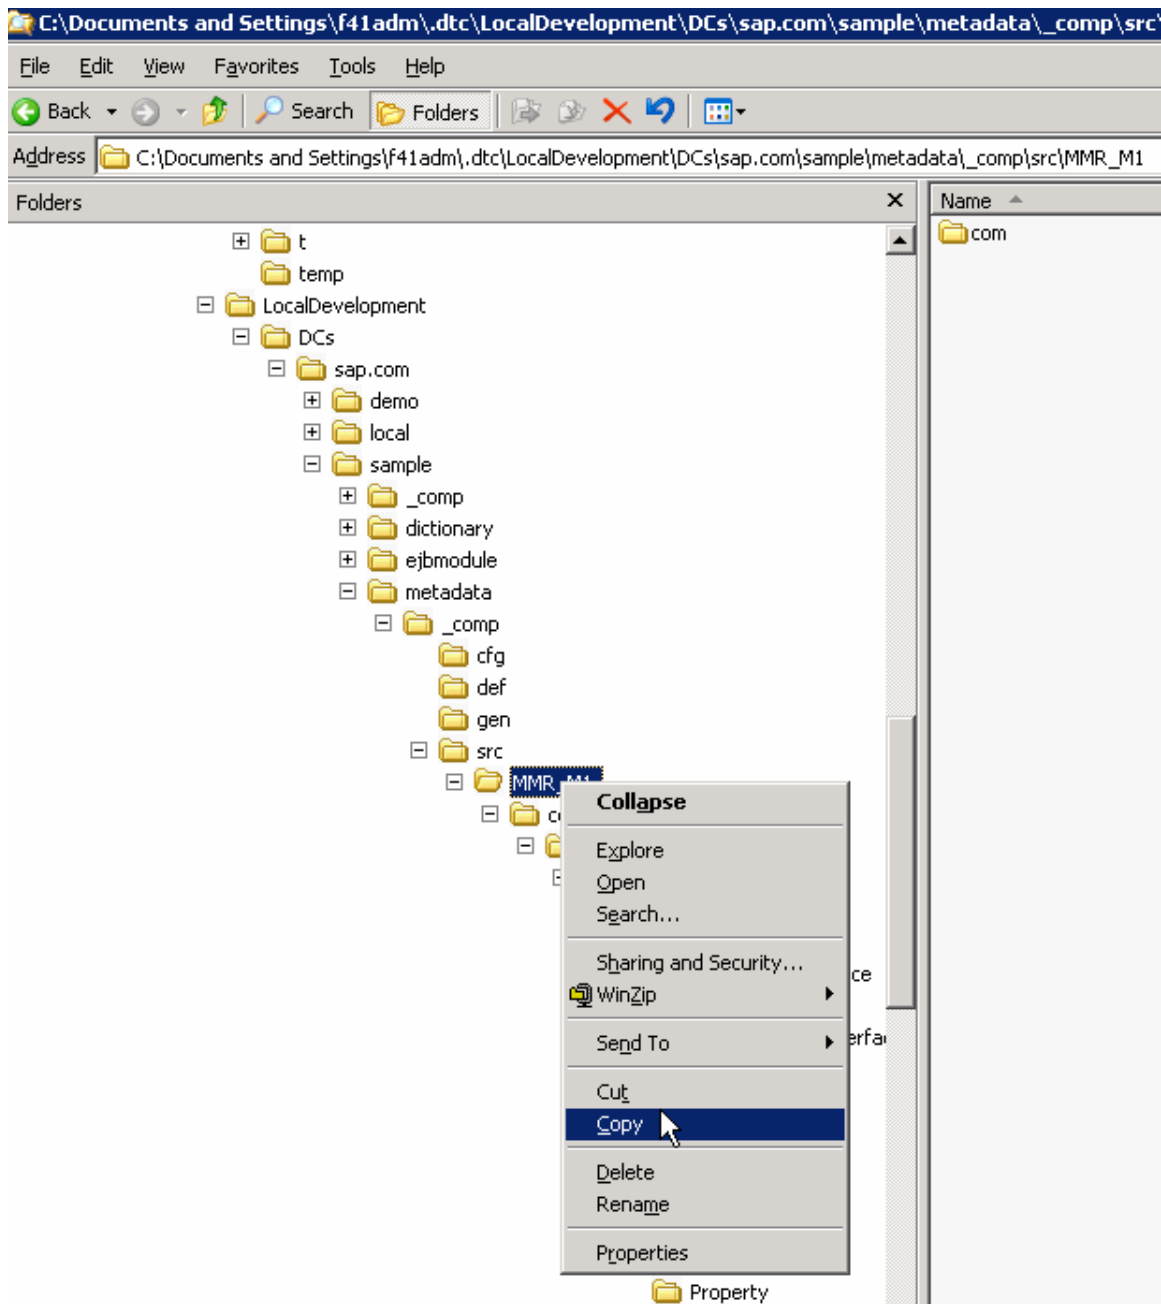 C:\Documents and Settings\f41adm\.dtc\LocalDevelopment\DCs\sap.com\sample\metadata\_comp\src\
File Edit View Favorites Tools Help
Back Search Folders
Address C:\Documents and Settings\f41adm\.dtc\LocalDevelopment\DCs\sap.com\sample\metadata\_comp\src\MMR_M1
Folders
Name
com
t
temp
LocalDevelopment
DCs
sap.com
demo
local
sample
_comp
dictionary
ejbmodule
metadata
_comp
cfg
def
gen
src
MMR_M1
Collapse
Explore
Open
Search...
Sharing and Security...
ce
WinZip
Send To
erfa
Cut
Copy
Delete
Rename
Properties
Property